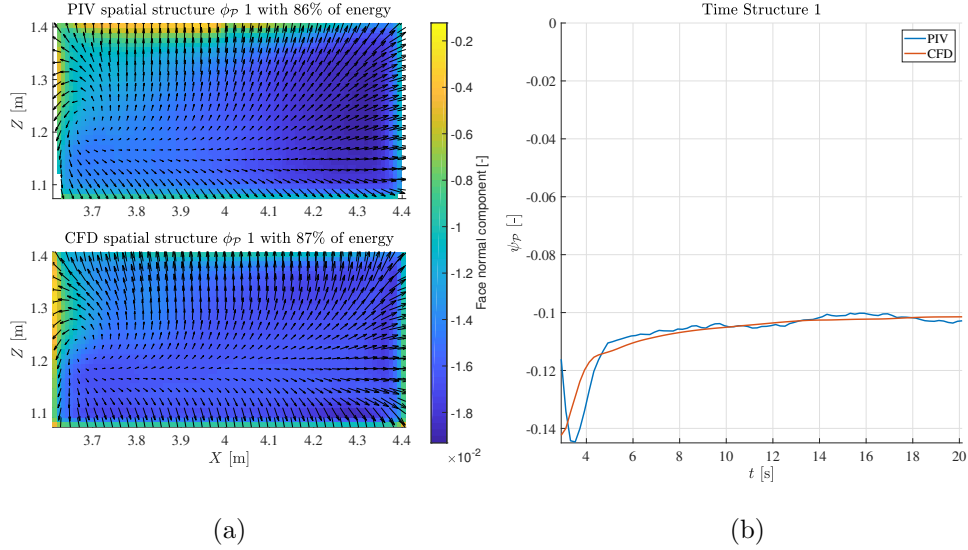 PIV spatial structure ϕ_𝒫 1 with 86% of energy
1.4
1.3
1.2
1.1
Z [m]
3.7 3.8 3.9 4 4.1 4.2 4.3 4.4
CFD spatial structure ϕ_𝒫 1 with 87% of energy
1.4
1.3
1.2
1.1
Z [m]
3.7 3.8 3.9 4 4.1 4.2 4.3 4.4
X [m]
-0.2
-0.4
-0.6
-0.8
-1
-1.2
-1.4
-1.6
-1.8
×10⁻²
Face normal component [-]
(a)
Time Structure 1
PIV
CFD
0
-0.02
-0.04
-0.06
-0.08
-0.1
-0.12
-0.14
ψ_𝒫 [-]
4 6 8 10 12 14 16 18 20
t [s]
(b)